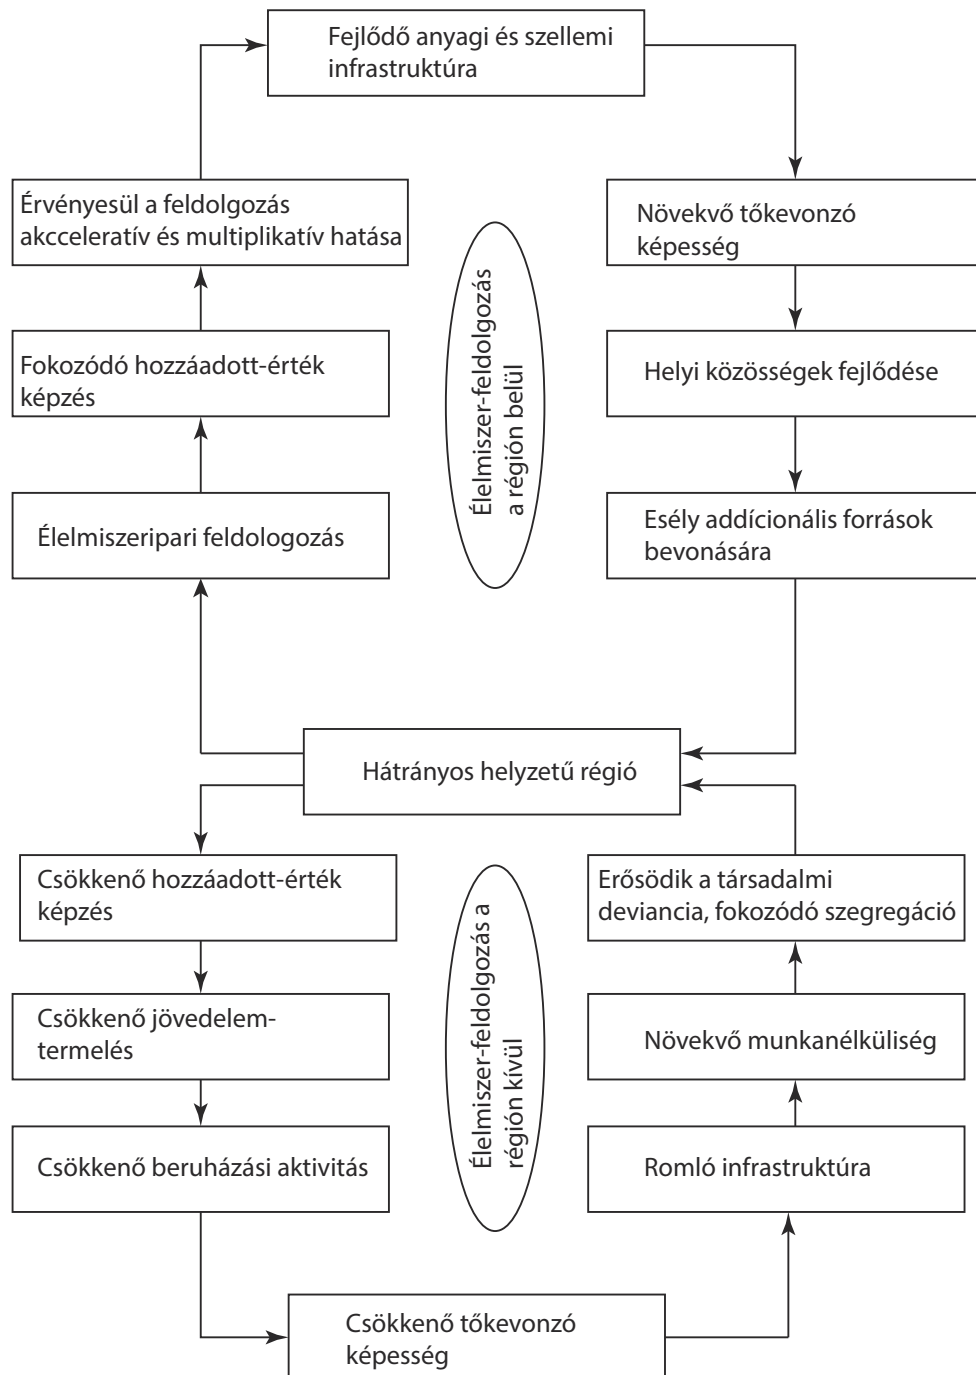 Fejlődő anyagi és szellemi
infrastruktúra
Érvényesül a feldolgozás
akcceleratív és multiplikatív hatása
Növekvő tőkevonzó
képesség
Élelmiszer-feldolgozás
a régión belül
Fokozódó hozzáadott-érték
képzés
Helyi közösségek fejlődése
Élelmiszeripari feldologozás
Esély addícionális források
bevonására
Hátrányos helyzetű régió
Csökkenő hozzáadott-érték
képzés
Erősödik a társadalmi
deviancia, fokozódó szegregáció
Élelmiszer-feldolgozás a
régión kívül
Csökkenő jövedelem-
termelés
Növekvő munkanélküliség
Csökkenő beruházási aktivitás
Romló infrastruktúra
Csökkenő tőkevonzó
képesség